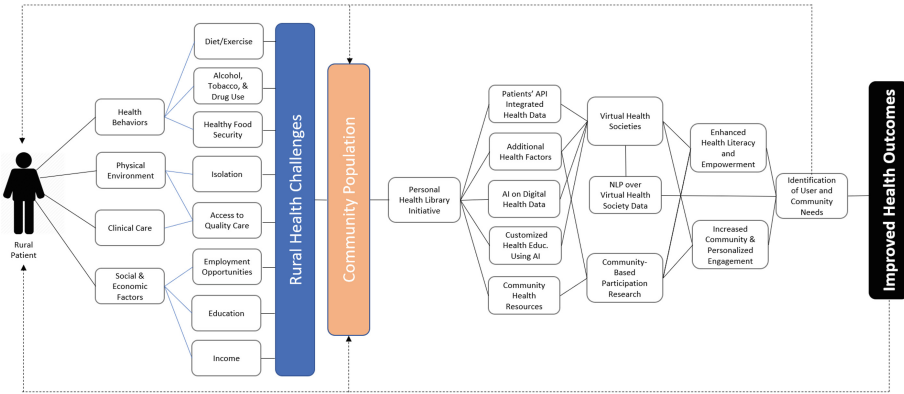 Rural
Patient
Health
Behaviors
Physical
Environment
Clinical Care
Social &
Economic
Factors
Diet/Exercise
Alcohol,
Tobacco, &
Drug Use
Healthy Food
Security
Isolation
Access to
Quality Care
Employment
Opportunities
Education
Income
Rural Health Challenges
Community Population
Personal
Health Library
Initiative
Patients' API
Integrated
Health Data
Additional
Health Factors
AI on Digital
Health Data
Customized
Health Educ.
Using AI
Community
Health
Resources
Virtual Health
Societies
NLP over
Virtual Health
Society Data
Community-
Based
Participation
Research
Enhanced
Health Literacy
and
Empowerment
Increased
Community &
Personalized
Engagement
Identification
of User and
Community
Needs
Improved Health Outcomes